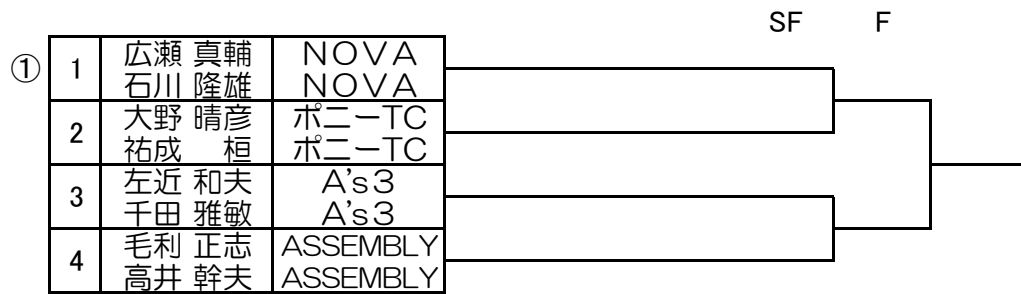 SF F
① 1 広瀬 真輔 NOVA
石川 隆雄 NOVA
2 大野 晴彦 ポニーTC
祐成 桓 ポニーTC
3 左近 和夫 A's3
千田 雅敏 A's3
4 毛利 正志 ASSEMBLY
高井 幹夫 ASSEMBLY